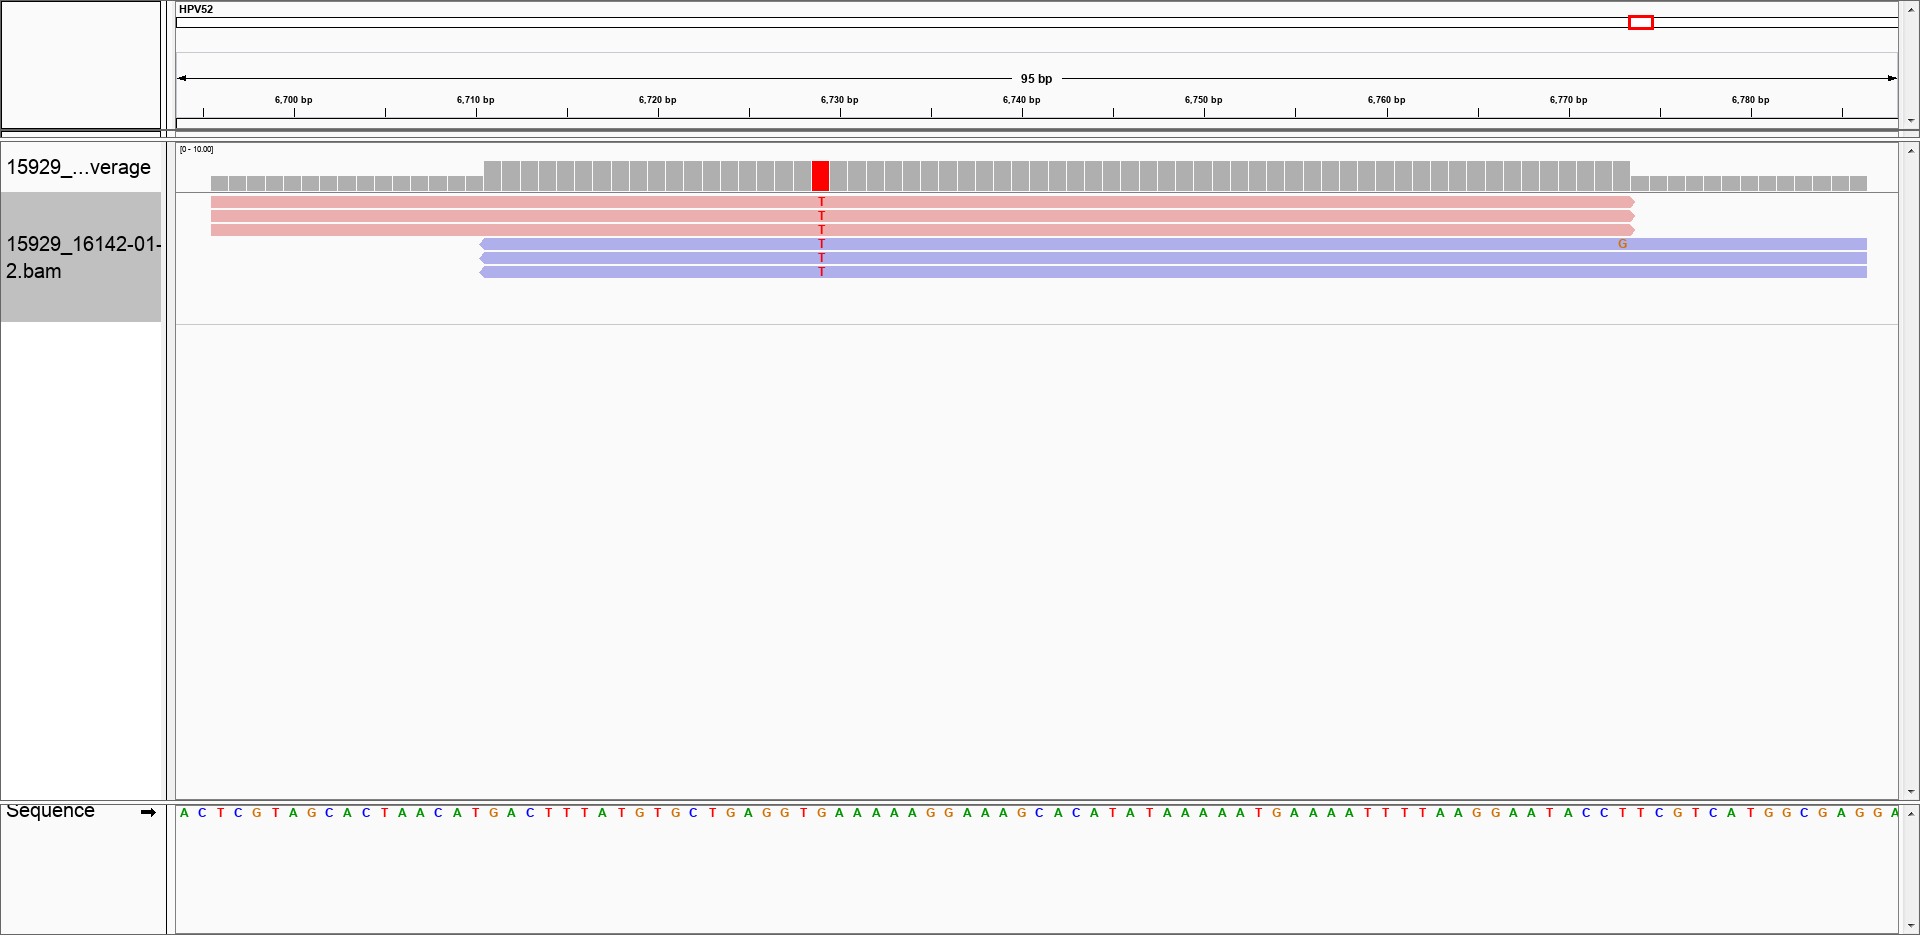 HPV52
95 bp
6,700 bp 6,710 bp 6,720 bp 6,730 bp 6,740 bp 6,750 bp 6,760 bp 6,770 bp 6,780 bp
15929_...verage
[0 - 10.00]
T
T
T
15929_16142-01-
2.bam
T G
T
T
Sequence
A C T C G T A G C A C T A A C A T G A C T T T A T G T G C T G A G G T G A A A A A G G A A A G C A C A T A T A A A A A T G A A A A T T T T A A G G A A T A C C T T C G T C A T G G C G A G G A